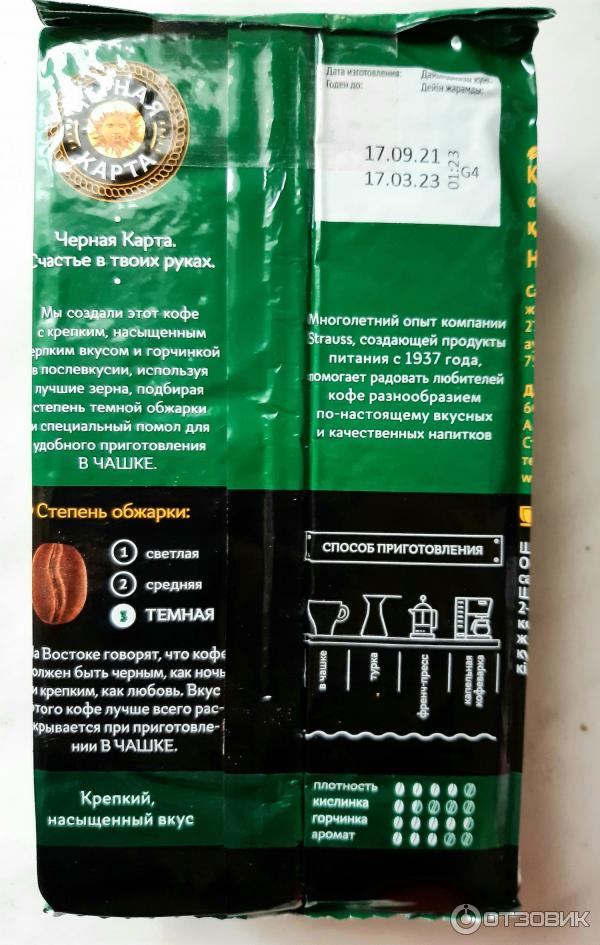 ЧЕРНАЯ
КАРТА
Черная Карта.
Счастье в твоих руках.
Мы создали этот кофе
с крепким, насыщенным
ерпким вкусом и горчинкой
в послевкусии, используя
лучшие зерна, подбирая
степень темной обжарки
и специальный помол для
удобного приготовления
В ЧАШКЕ.
Степень обжарки:
1 светлая
2 средняя
3 ТЕМНАЯ
На Востоке говорят, что кофе
должен быть черным, как ночь
и крепким, как любовь. Вкус
этого кофе лучше всего рас-
крывается при приготовле-
нии В ЧАШКЕ.
Крепкий,
насыщенный вкус
Дата изготовления:
Годен до:
Дейін жарамды:
17.09.21
17.03.23
01:23
G4
Многолетний опыт компании
Strauss, создающей продукты
питания с 1937 года,
помогает радовать любителей
кофе разнообразием
по-настоящему вкусных
и качественных напитков
СПОСОБ ПРИГОТОВЛЕНИЯ
в чашке
турка
френч-пресс
капельная
кофеварка
плотность
кислинка
горчинка
аромат
ОТЗОВИК